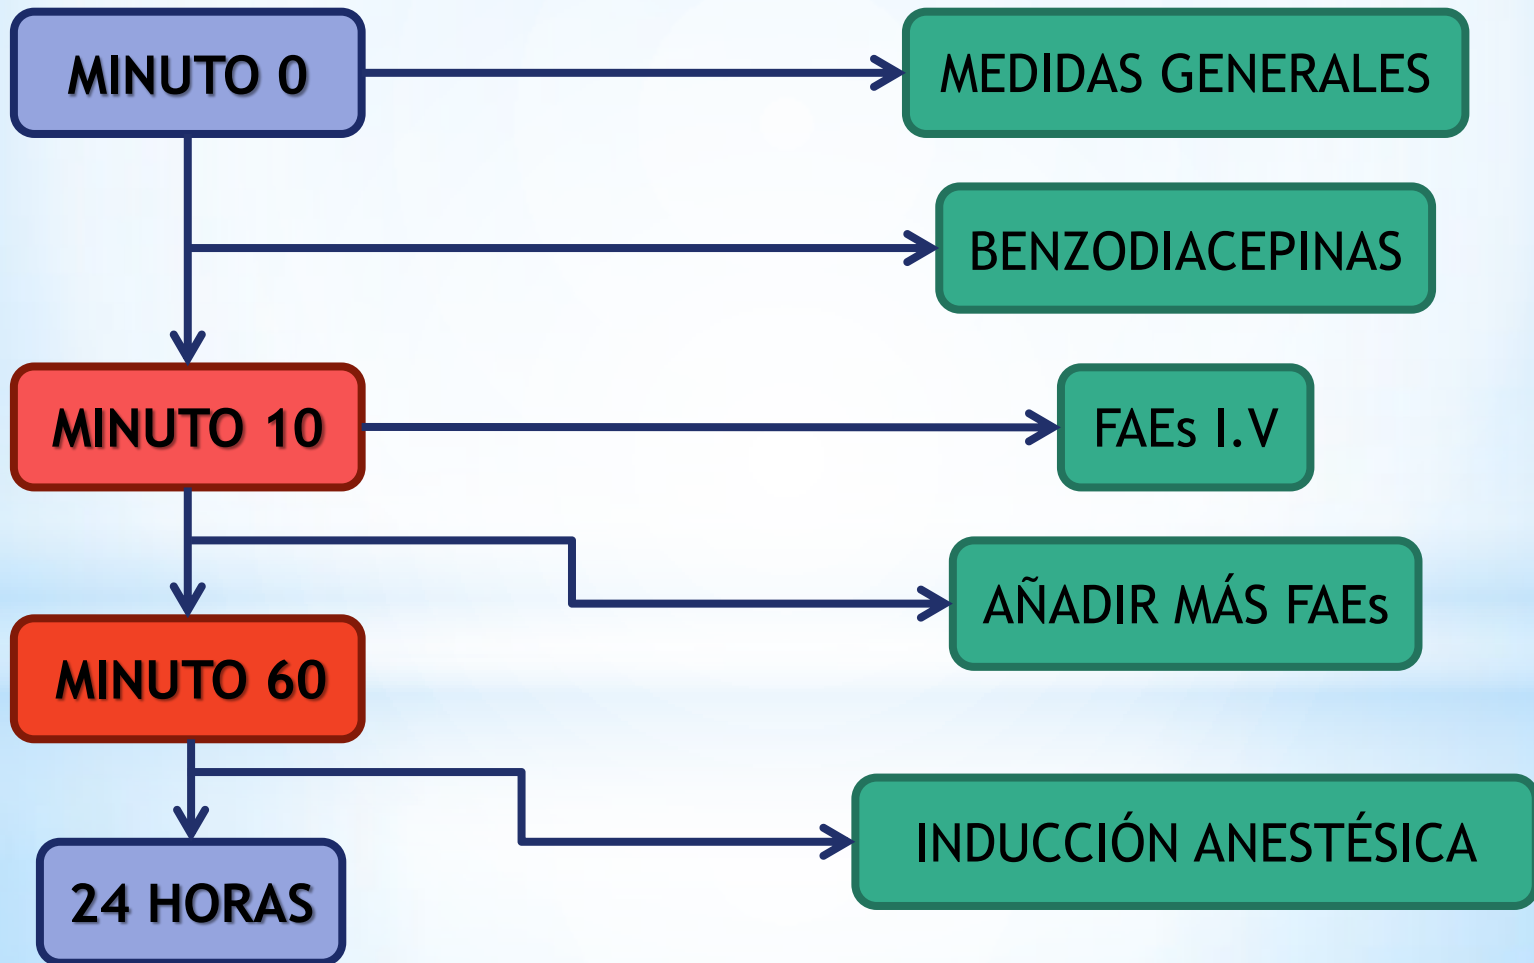 MINUTO 0
MEDIDAS GENERALES
BENZODIACEPINAS
MINUTO 10
FAEs I.V
AÑADIR MÁS FAEs
MINUTO 60
INDUCCIÓN ANESTÉSICA
24 HORAS